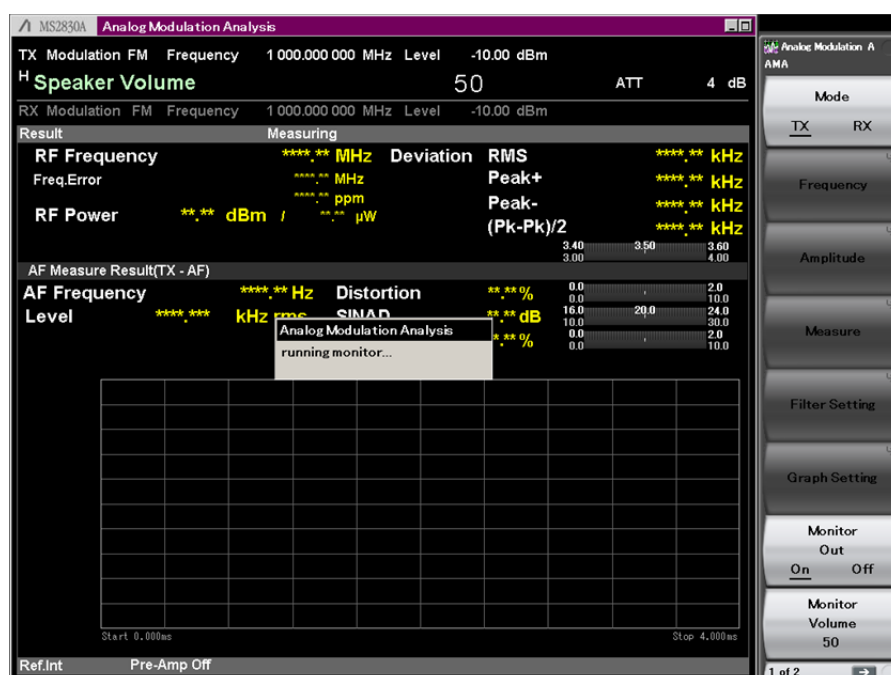 MS2830A Analog Modulation Analysis
TX Modulation FM Frequency 1 000.000 000 MHz Level -10.00 dBm
H Speaker Volume 50 ATT 4 dB
RX Modulation FM Frequency 1 000.000 000 MHz Level -10.00 dBm
Result Measuring
RF Frequency ****.** MHz Deviation RMS ****.** kHz
Freq.Error ****.** MHz Peak+ ****.** kHz
****.** ppm Peak- ****.** kHz
RF Power **.** dBm / **.** µW
(Pk-Pk)/2 ****.** kHz
3.40 3.50 3.60
3.00 4.00
AF Measure Result(TX - AF)
AF Frequency ****.** Hz Distortion **.** %
0.0 2.0
0.0 10.0
Level ****.*** kHz rms SINAD **.** dB
16.0 20.0 24.0
10.0 30.0
*.** %
0.0 2.0
0.0 10.0
Analog Modulation Analysis
running monitor...
Start 0.000ms Stop 4.000ms
Ref.Int Pre-Amp Off
Analog Modulation A
AMA
Mode
TX RX
Frequency
Amplitude
Measure
Filter Setting
Graph Setting
Monitor
Out
On Off
Monitor
Volume
50
1 of 2